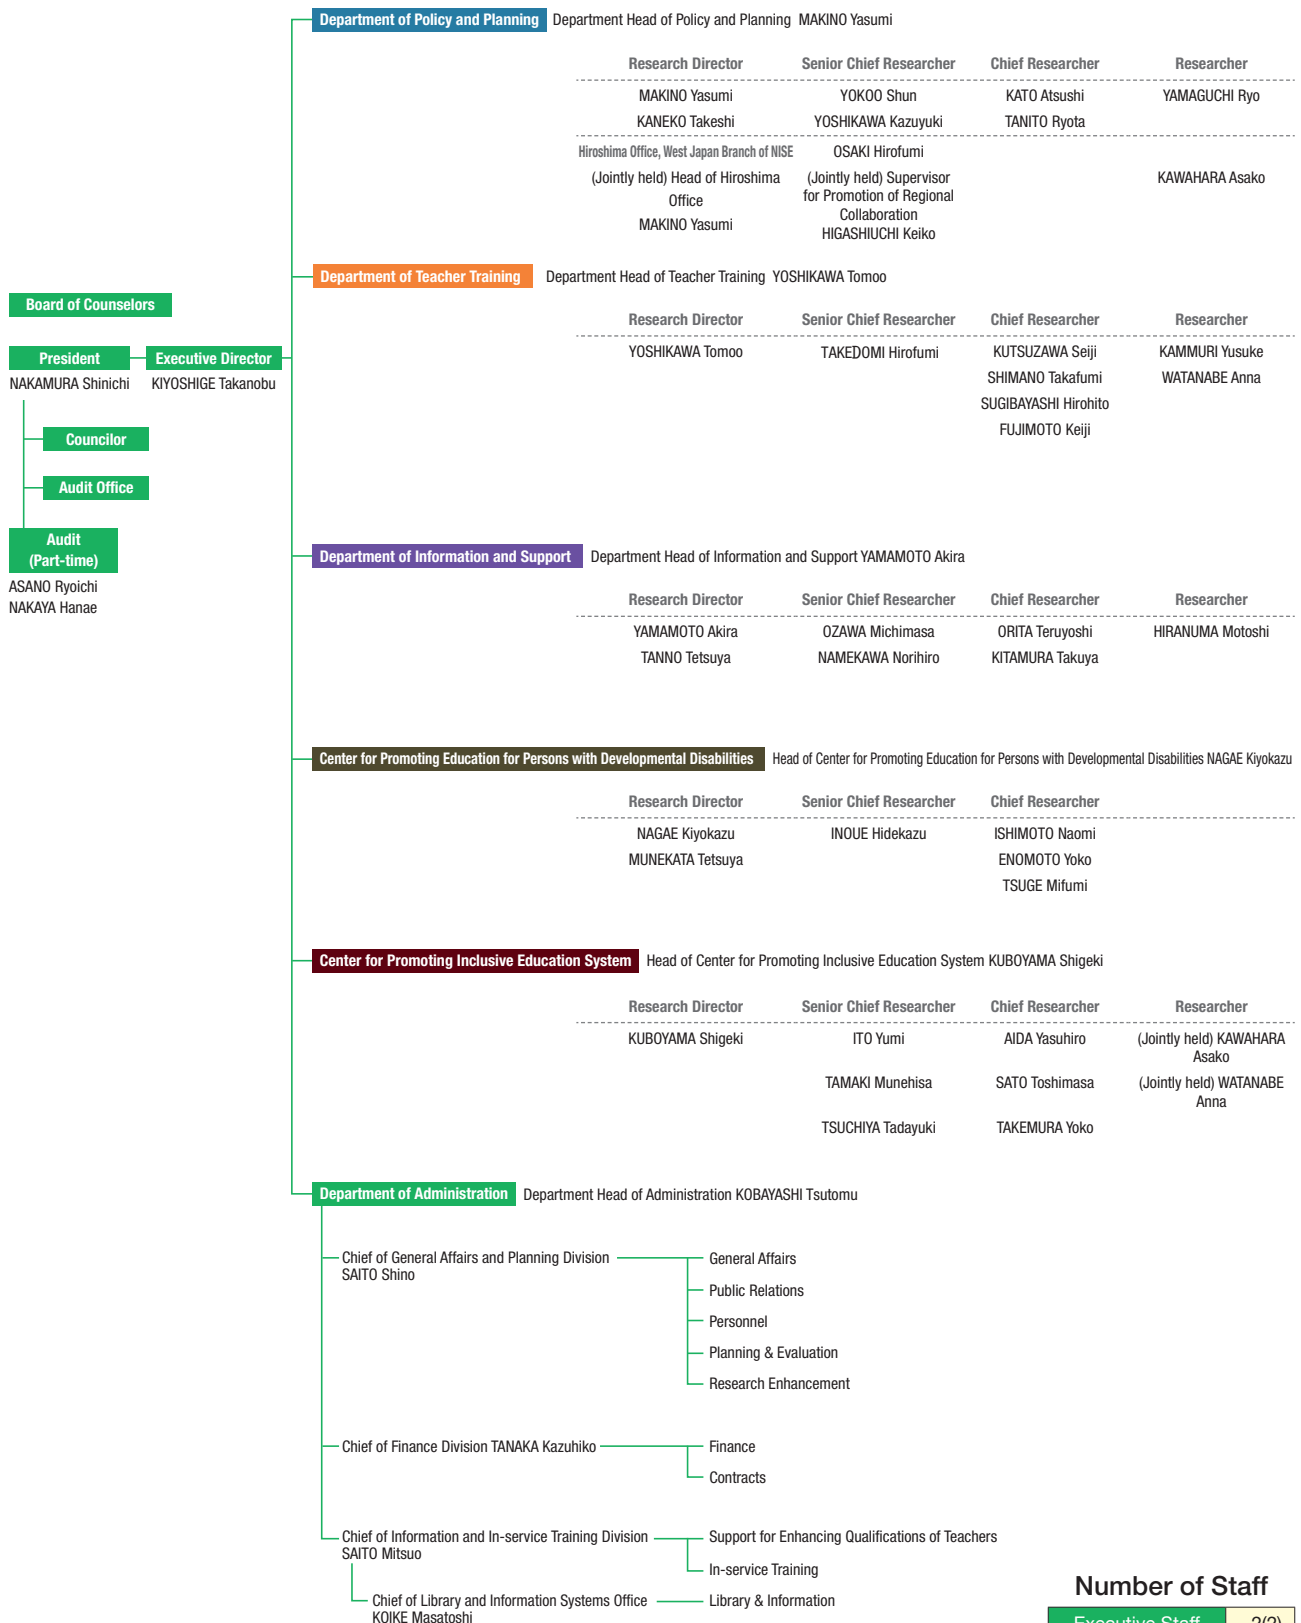 Department of Policy and Planning Department Head of Policy and Planning MAKINO Yasumi
Research Director Senior Chief Researcher Chief Researcher Researcher
MAKINO Yasumi YOKOO Shun KATO Atsushi YAMAGUCHI Ryo
KANEKO Takeshi YOSHIKAWA Kazuyuki TANITO Ryota
Hiroshima Office, West Japan Branch of NISE OSAKI Hirofumi
(Jointly held) Head of Hiroshima
Office
MAKINO Yasumi
(Jointly held) Supervisor
for Promotion of Regional
Collaboration
HIGASHIUCHI Keiko
KAWAHARA Asako
Board of Counselors
President Executive Director
NAKAMURA Shinichi KIYOSHIGE Takanobu
Councilor
Audit Office
Audit
(Part-time)
ASANO Ryoichi
NAKAYA Hanae
Department of Teacher Training Department Head of Teacher Training YOSHIKAWA Tomoo
Research Director Senior Chief Researcher Chief Researcher Researcher
YOSHIKAWA Tomoo TAKEDOMI Hirofumi KUTSUZAWA Seiji KAMMURI Yusuke
SHIMANO Takafumi WATANABE Anna
SUGIBAYASHI Hirohito
FUJIMOTO Keiji
Department of Information and Support Department Head of Information and Support YAMAMOTO Akira
Research Director Senior Chief Researcher Chief Researcher Researcher
YAMAMOTO Akira OZAWA Michimasa ORITA Teruyoshi HIRANUMA Motoshi
TANNO Tetsuya NAMEKAWA Norihiro KITAMURA Takuya
Center for Promoting Education for Persons with Developmental Disabilities Head of Center for Promoting Education for Persons with Developmental Disabilities NAGAE Kiyokazu
Research Director Senior Chief Researcher Chief Researcher
NAGAE Kiyokazu INOUE Hidekazu ISHIMOTO Naomi
MUNEKATA Tetsuya ENOMOTO Yoko
TSUGE Mifumi
Center for Promoting Inclusive Education System Head of Center for Promoting Inclusive Education System KUBOYAMA Shigeki
Research Director Senior Chief Researcher Chief Researcher Researcher
KUBOYAMA Shigeki ITO Yumi AIDA Yasuhiro (Jointly held) KAWAHARA
Asako
TAMAKI Munehisa SATO Toshimasa (Jointly held) WATANABE
Anna
TSUCHIYA Tadayuki TAKEMURA Yoko
Department of Administration Department Head of Administration KOBAYASHI Tsutomu
Chief of General Affairs and Planning Division
SAITO Shino
General Affairs
Public Relations
Personnel
Planning & Evaluation
Research Enhancement
Chief of Finance Division TANAKA Kazuhiko
Finance
Contracts
Chief of Information and In-service Training Division
SAITO Mitsuo
Support for Enhancing Qualifications of Teachers
In-service Training
Chief of Library and Information Systems Office
KOIKE Masatoshi
Library & Information
Number of Staff
Executive Staff 2(2)